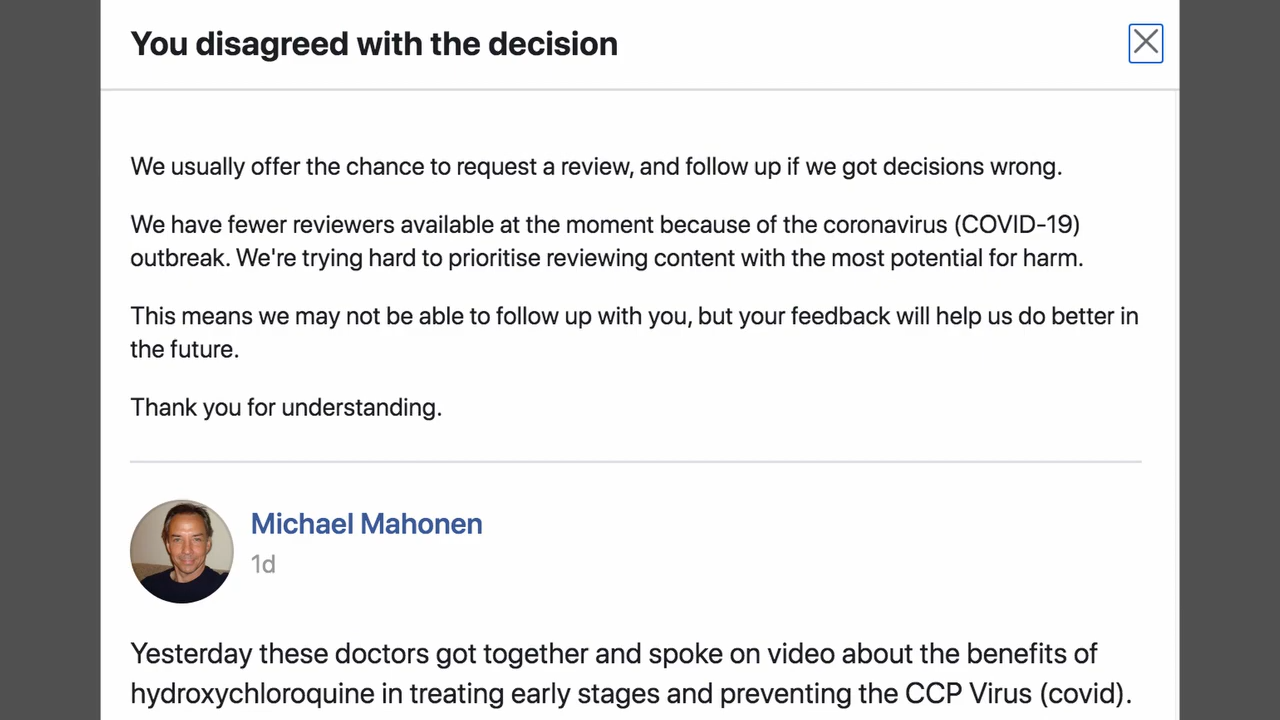 You disagreed with the decision
We usually offer the chance to request a review, and follow up if we got decisions wrong.
We have fewer reviewers available at the moment because of the coronavirus (COVID-19)
outbreak. We're trying hard to prioritise reviewing content with the most potential for harm.
This means we may not be able to follow up with you, but your feedback will help us do better in
the future.
Thank you for understanding.
Michael Mahonen
1d
Yesterday these doctors got together and spoke on video about the benefits of
hydroxychloroquine in treating early stages and preventing the CCP Virus (covid).